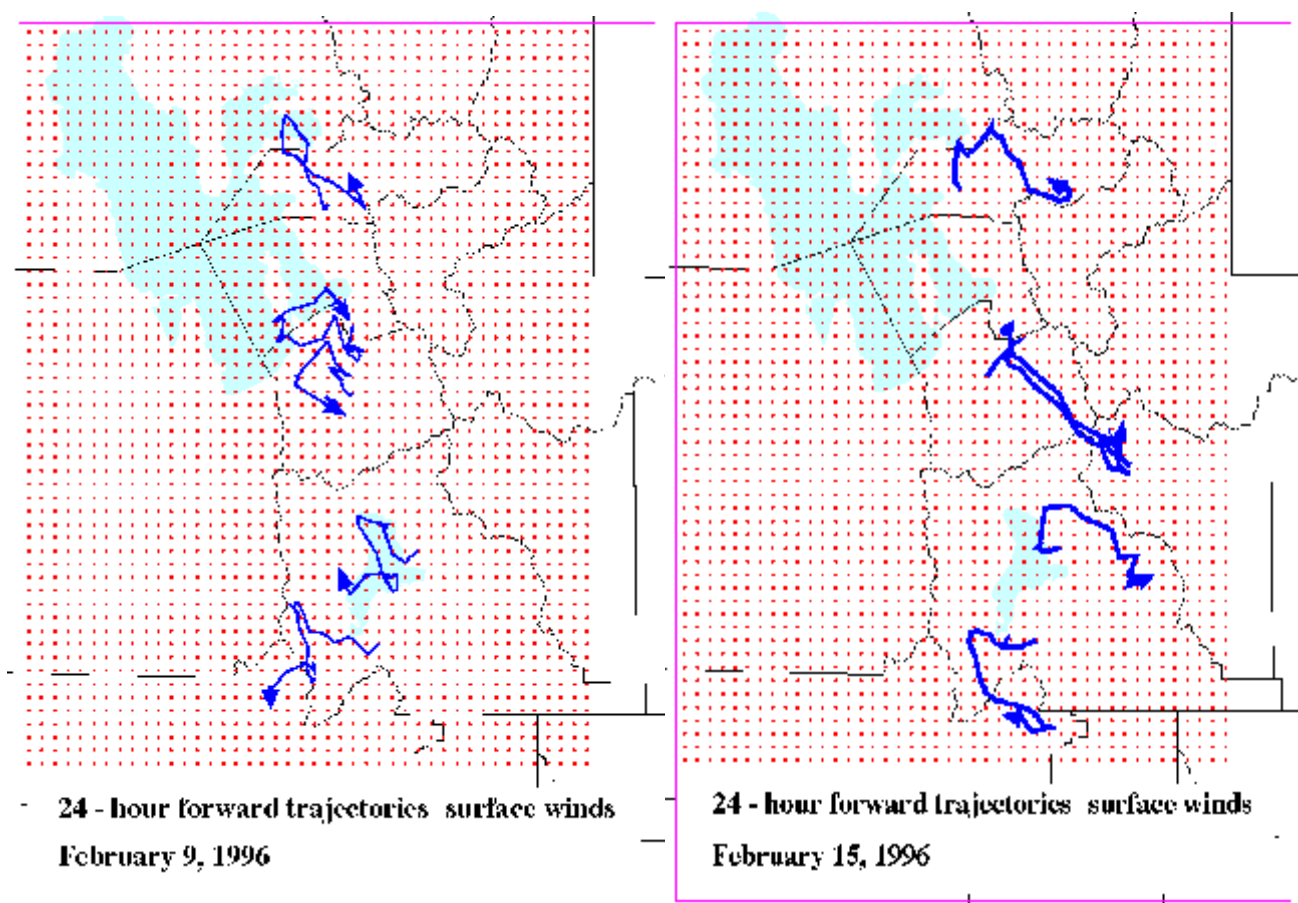 24 - hour forward trajectories surface winds
February 9, 1996
24 - hour forward trajectories surface winds
February 15, 1996